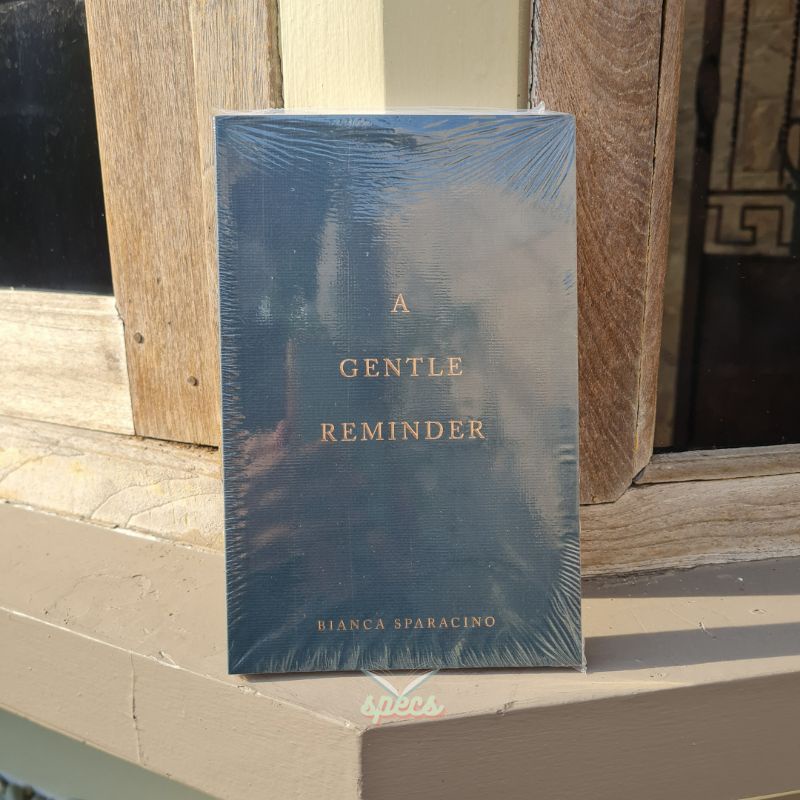 A
GENTLE
REMINDER
BIANCA SPARACINO
specs